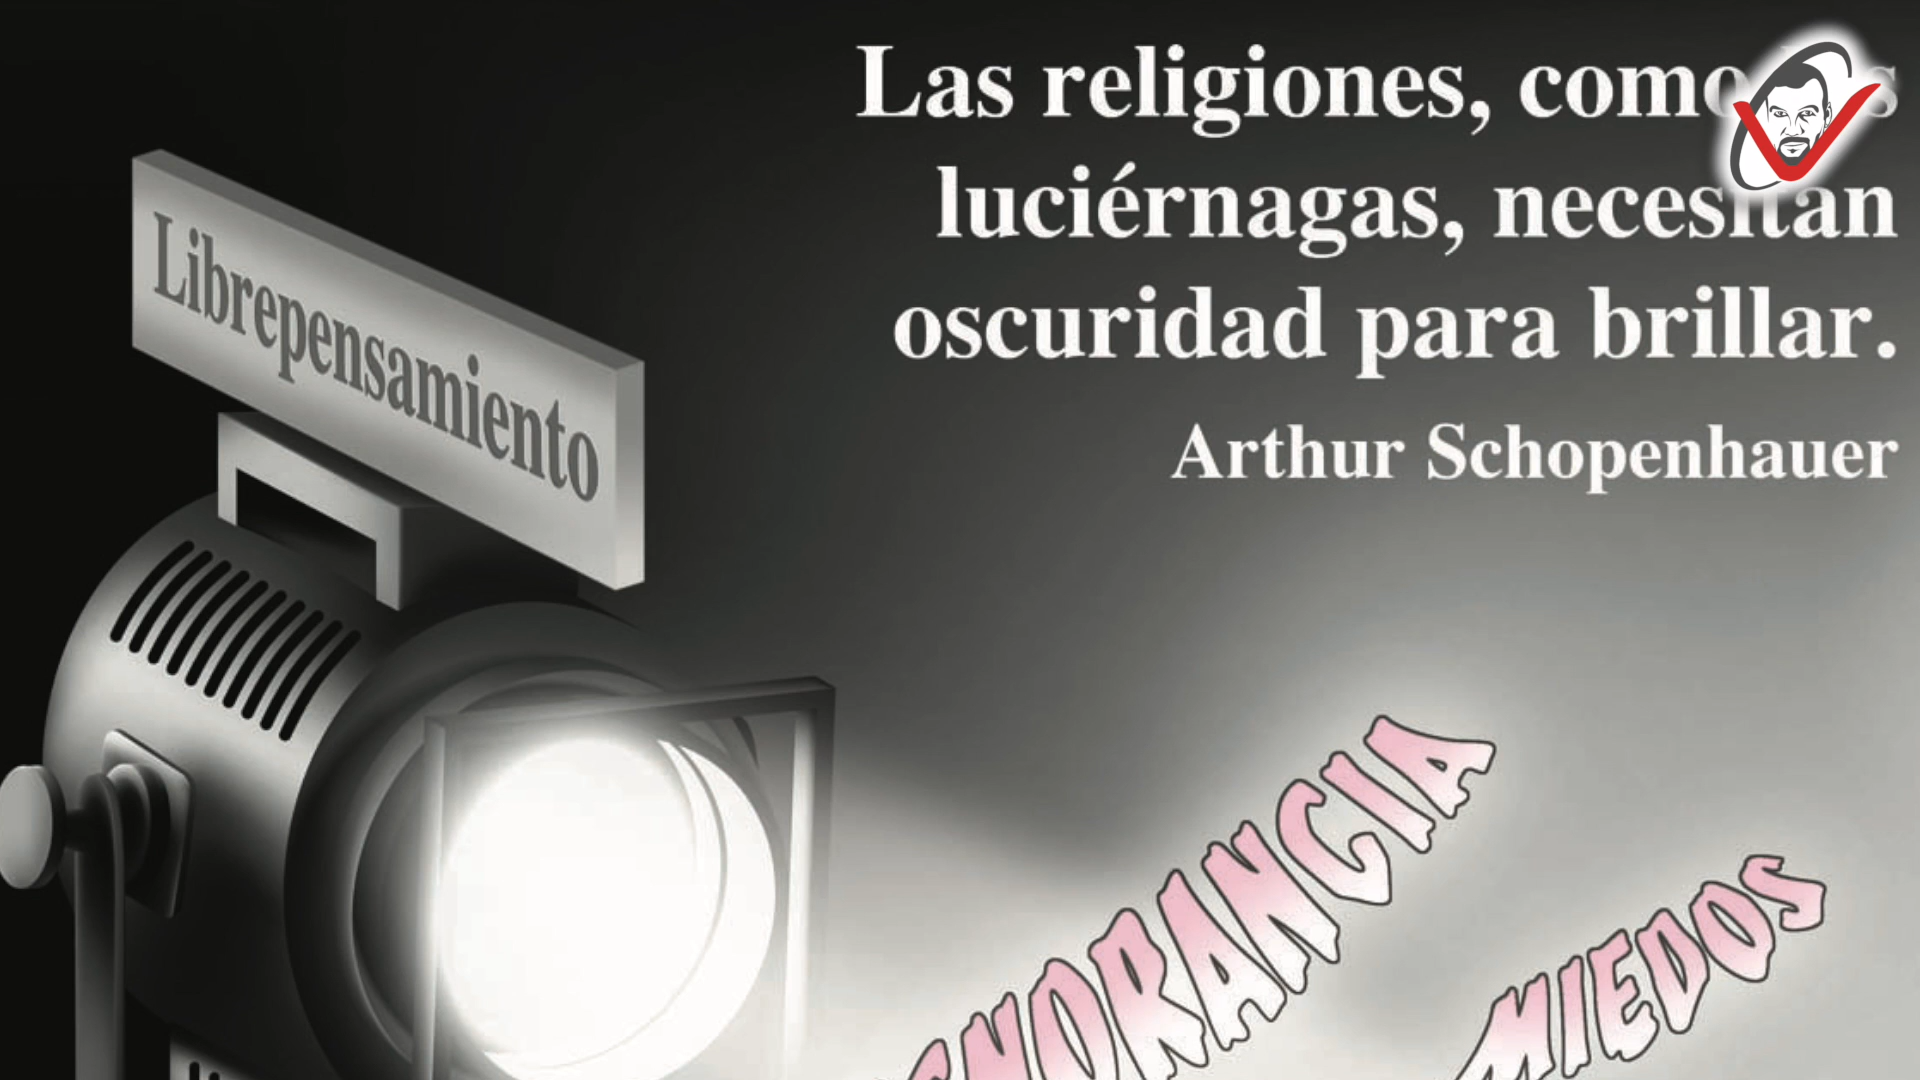 Las religiones, como
luciérnagas, necesitan
oscuridad para brillar.
Arthur Schopenhauer
Librepensamiento
MIEDOS